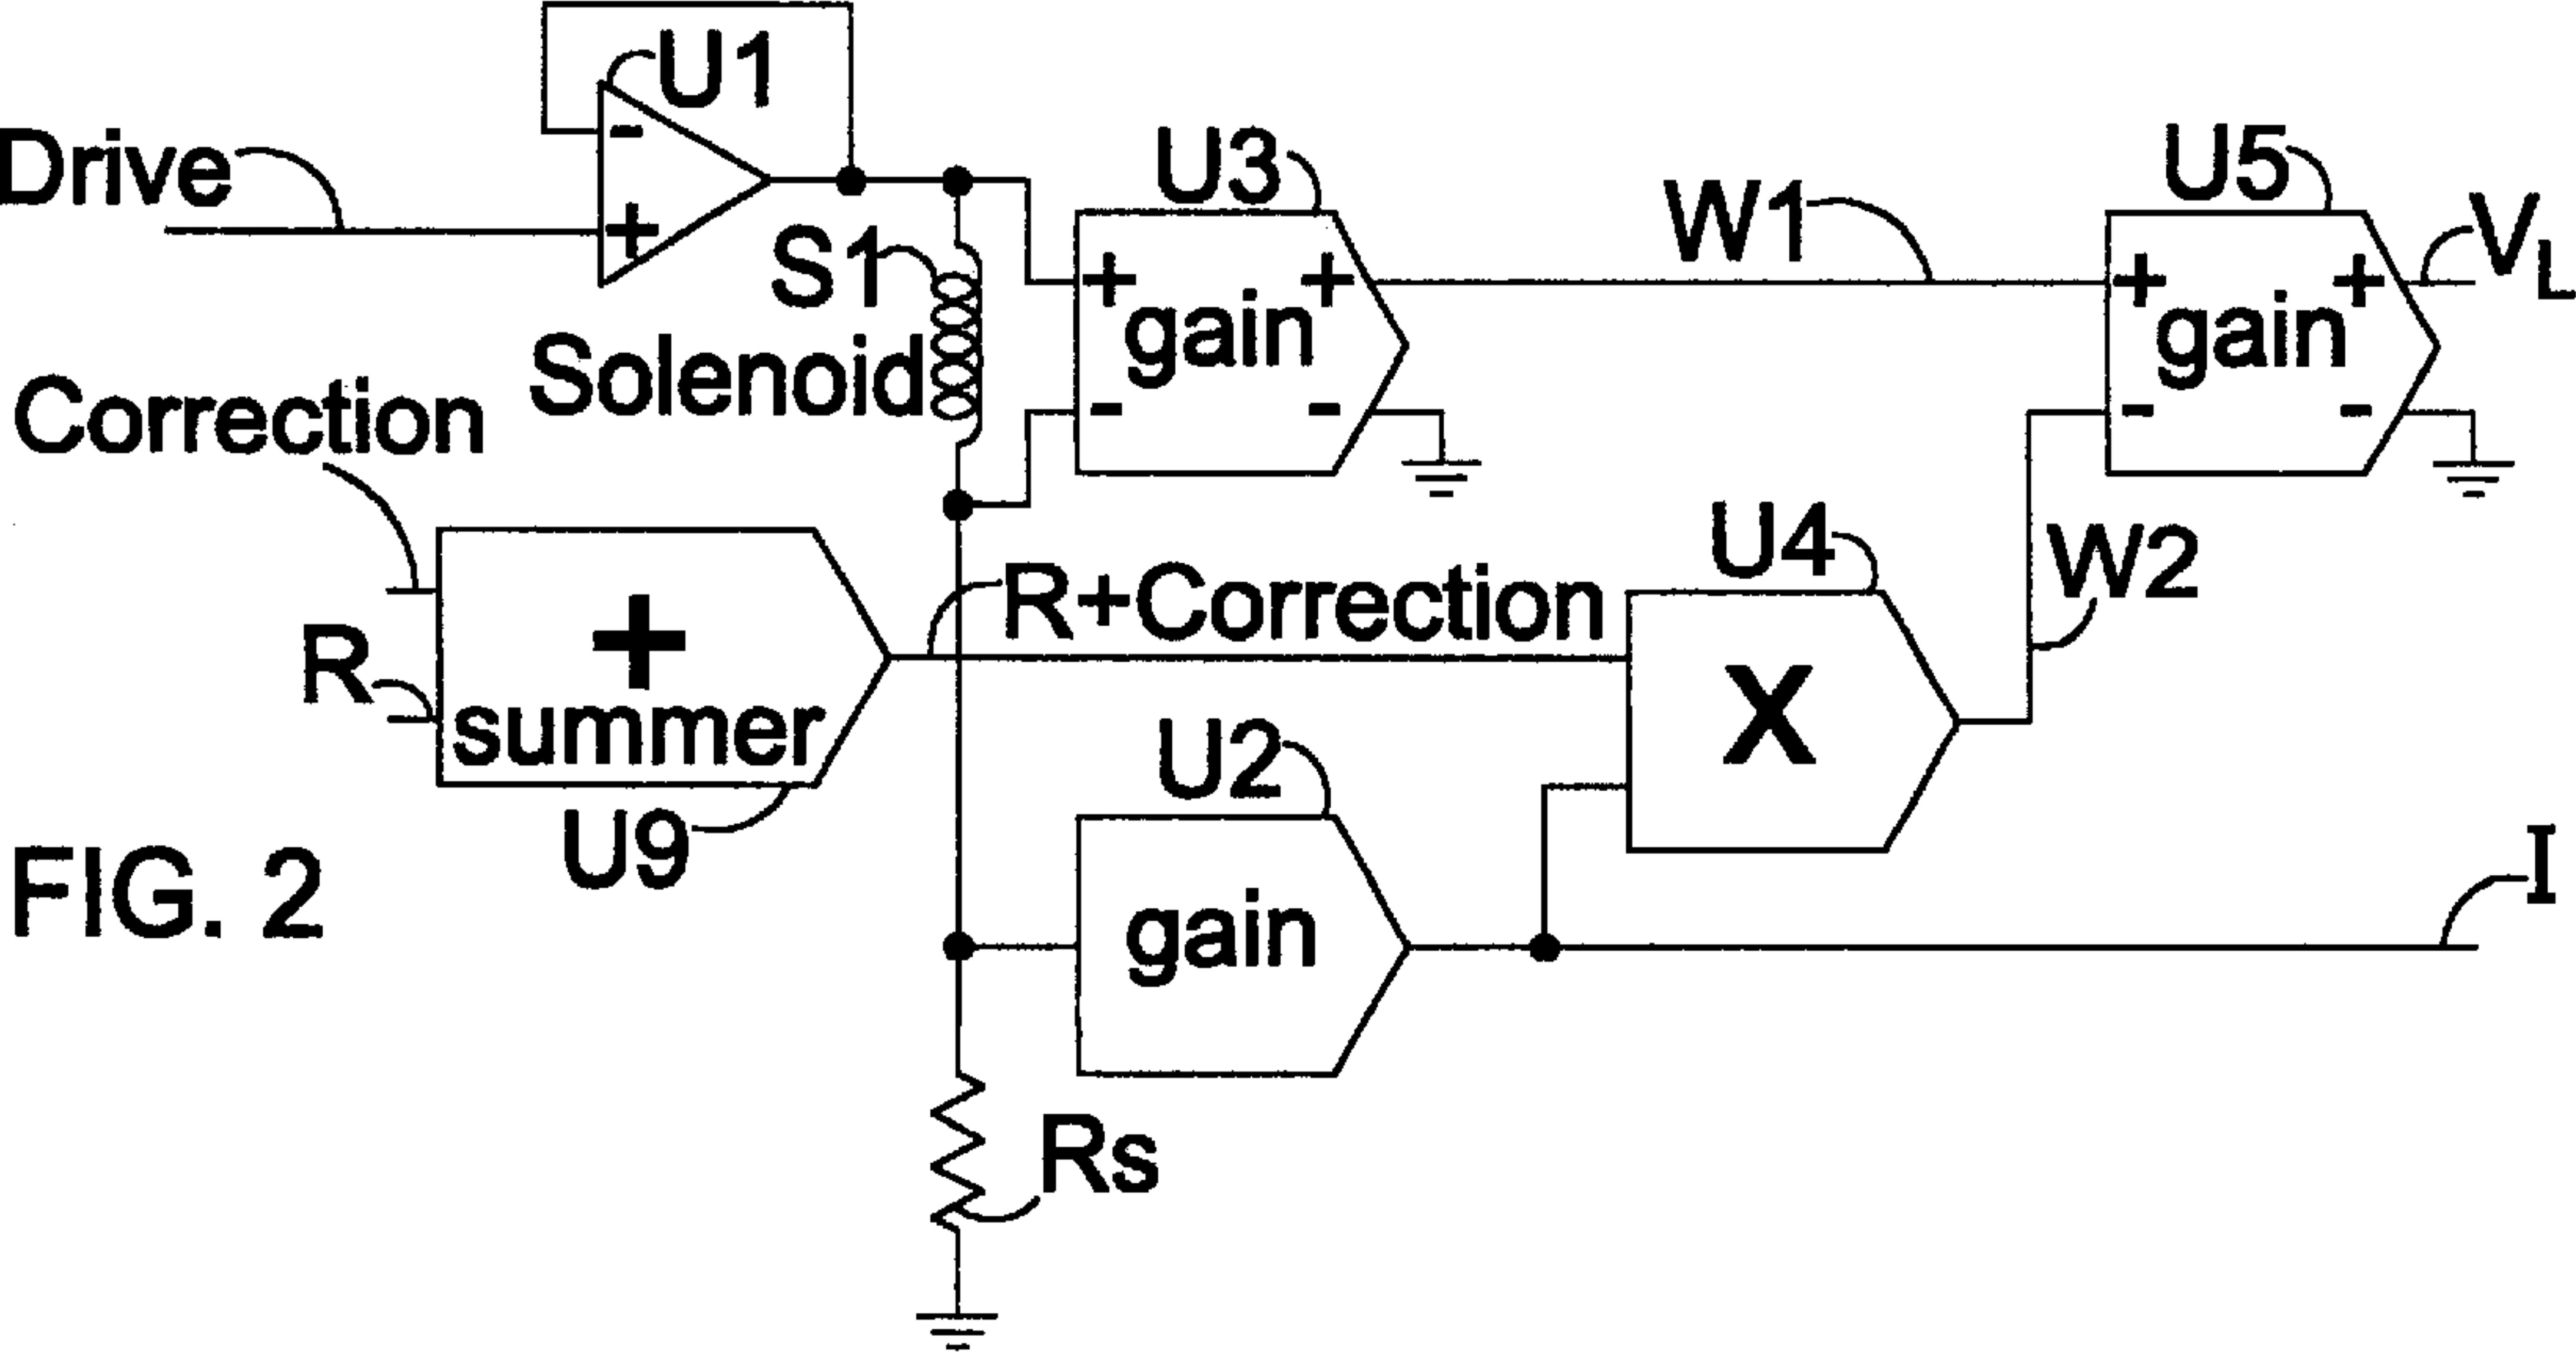 U1
-
Drive
+
U3
W1
U5
VL
S1
+ +
gain
- -
+ +
gain
- -
Solenoid
Correction
U4
W2
R+Correction
+
R
summer
X
U2
U9
gain
I
FIG. 2
Rs